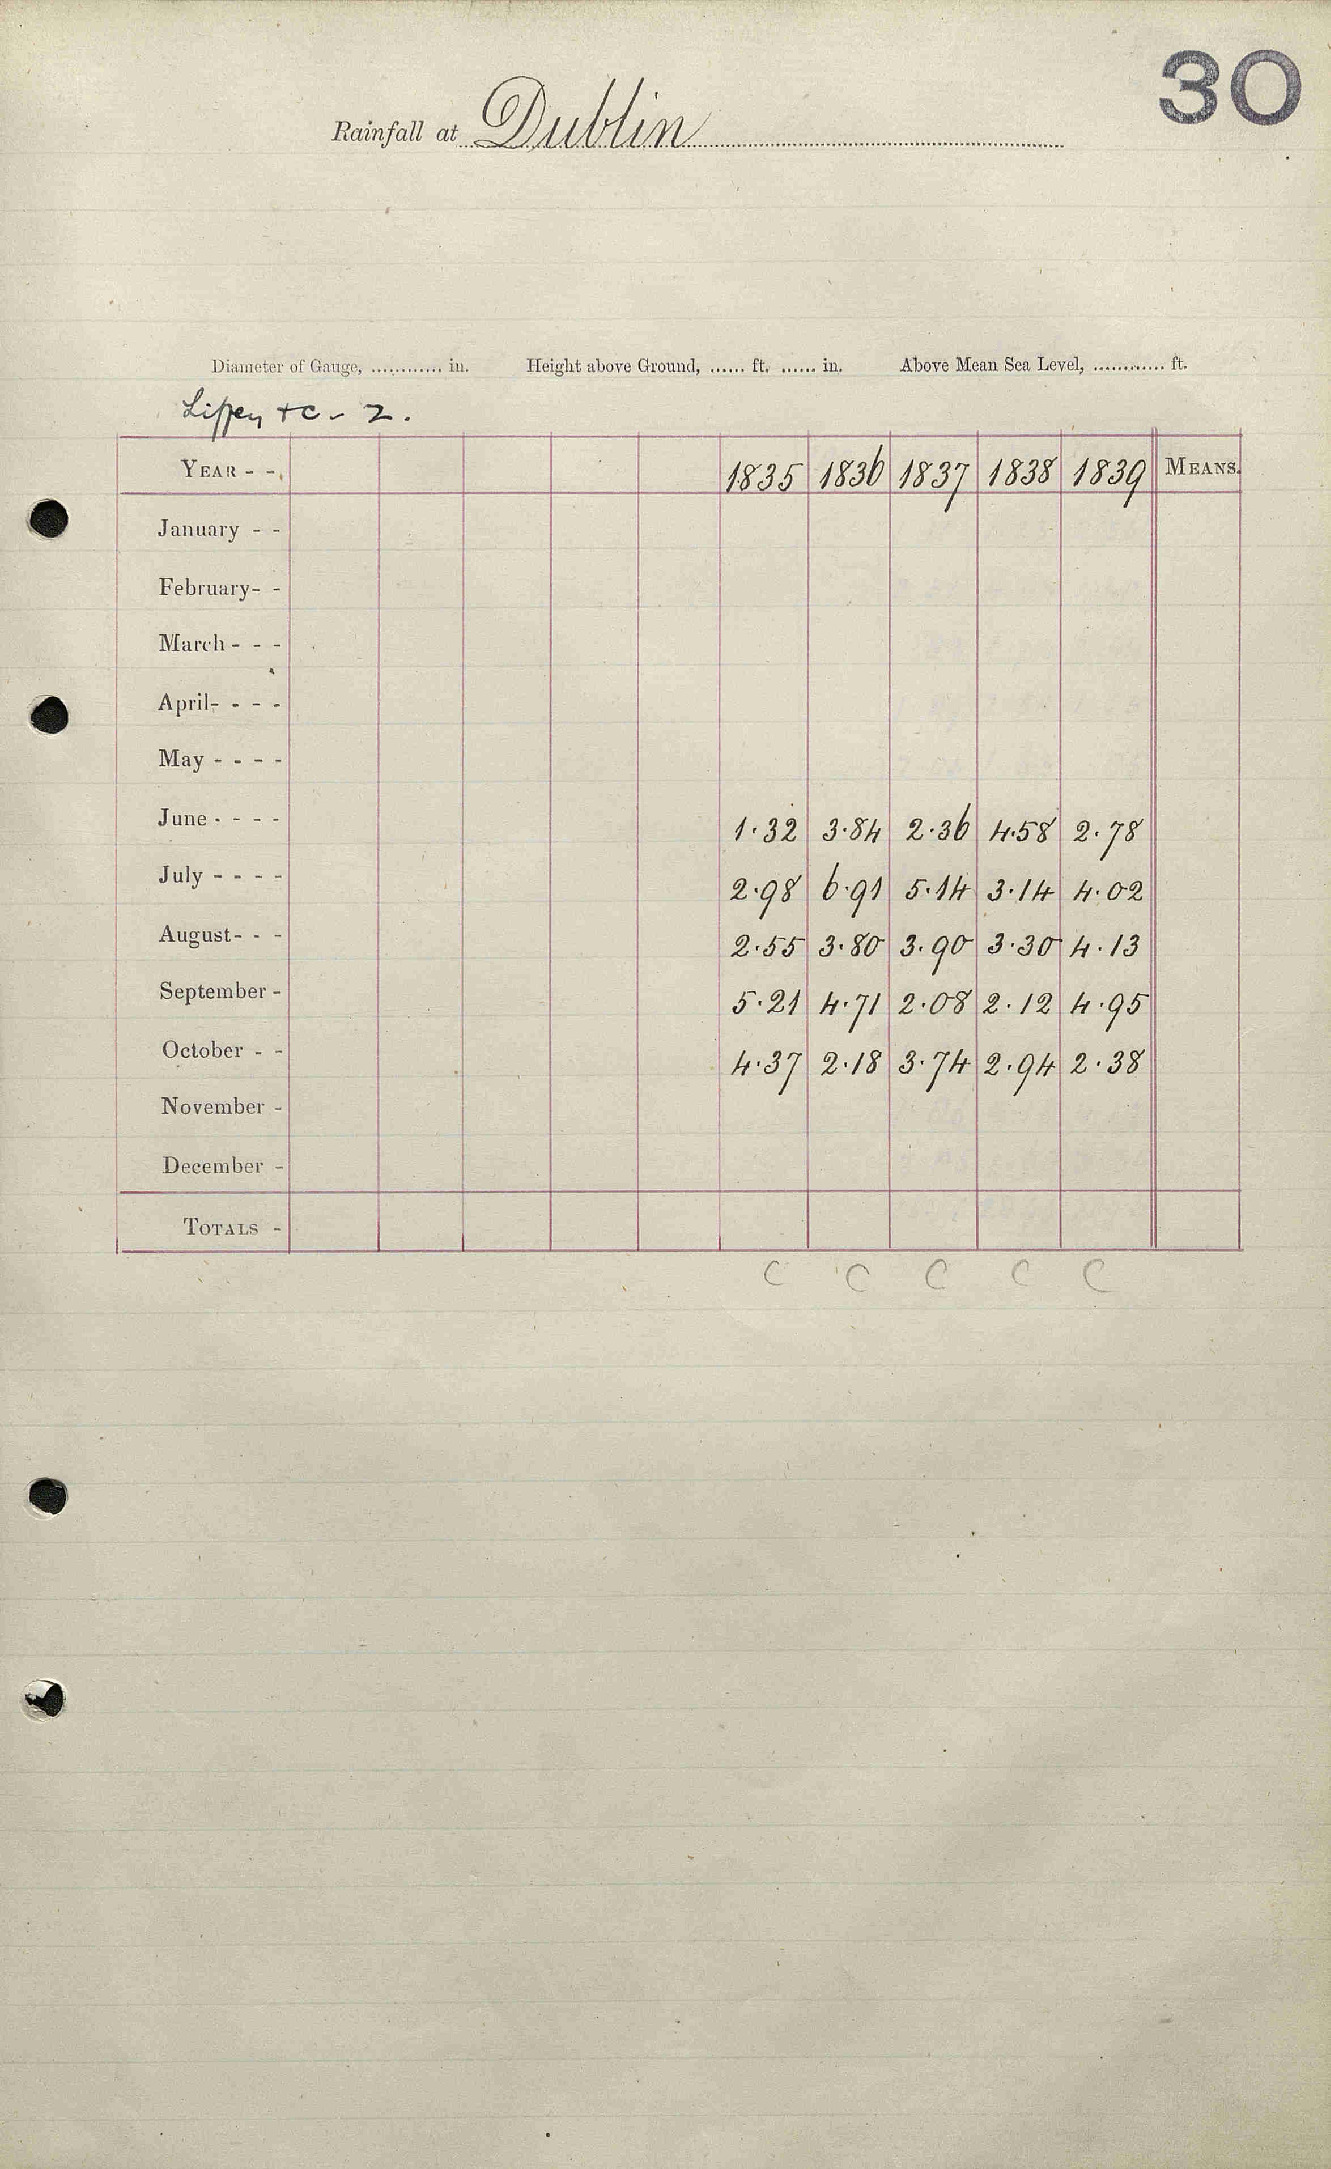 30
Rainfall at Dublin
Diameter of Gauge, ............ in. Height above Ground, ...... ft. ...... in. Above Mean Sea Level, ............ ft.
Liffey + C - 2.
YEAR - - 1835 1836 1837 1838 1839 MEANS.
January - -
February - -
March - - -
April - - - -
May - - - -
June - - - - 1.32 3.84 2.36 4.58 2.78
July - - - - 2.98 6.91 5.14 3.14 4.02
August - - - 2.55 3.80 3.90 3.30 4.13
September - 5.21 4.71 2.08 2.12 4.95
October - - 4.37 2.18 3.74 2.94 2.38
November -
December -
TOTALS -
C C C C C